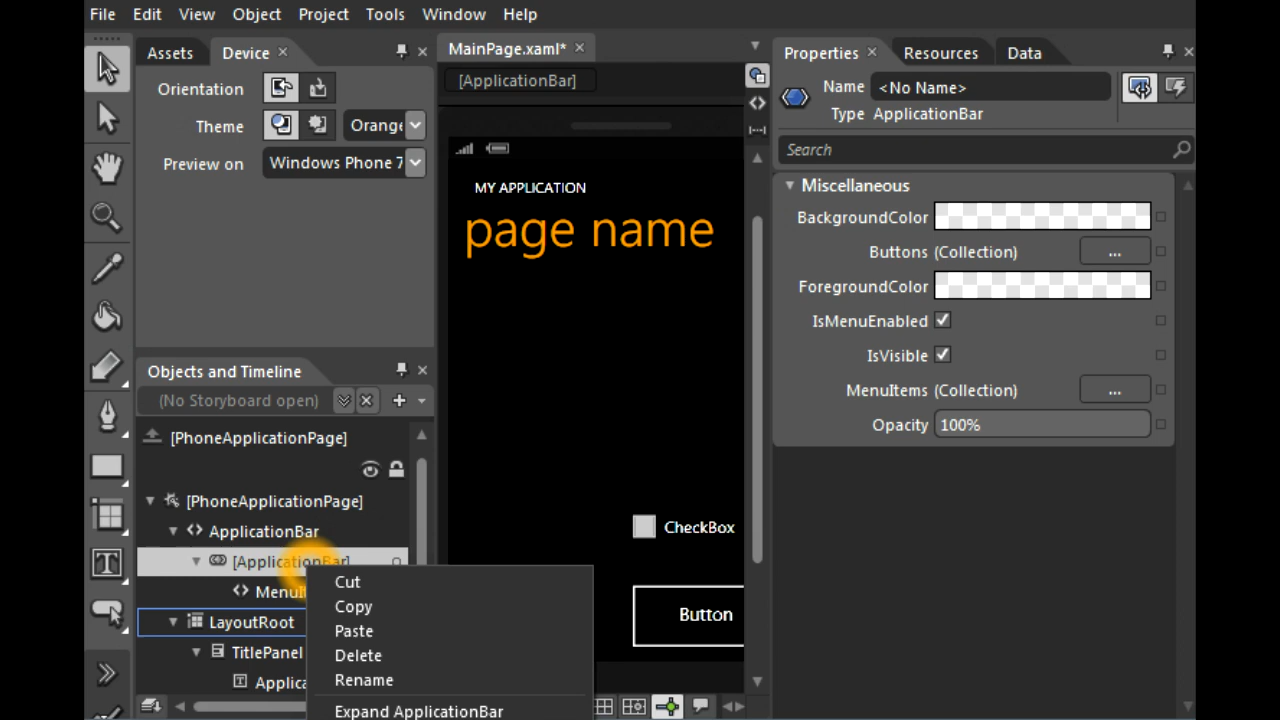 File Edit View Object Project Tools Window Help
Assets Device
Orientation
Theme Orange
Preview on Windows Phone 7
Objects and Timeline
(No Storyboard open)
[PhoneApplicationPage]
[PhoneApplicationPage]
ApplicationBar
[ApplicationBar]
MenuI
LayoutRoot
TitlePanel
Applica
Cut
Copy
Paste
Delete
Rename
Expand ApplicationBar
MainPage.xaml*
[ApplicationBar]
MY APPLICATION
page name
CheckBox
Button
Properties Resources Data
Name <No Name>
Type ApplicationBar
Search
Miscellaneous
BackgroundColor
Buttons (Collection) ...
ForegroundColor
IsMenuEnabled
IsVisible
MenuItems (Collection) ...
Opacity 100%